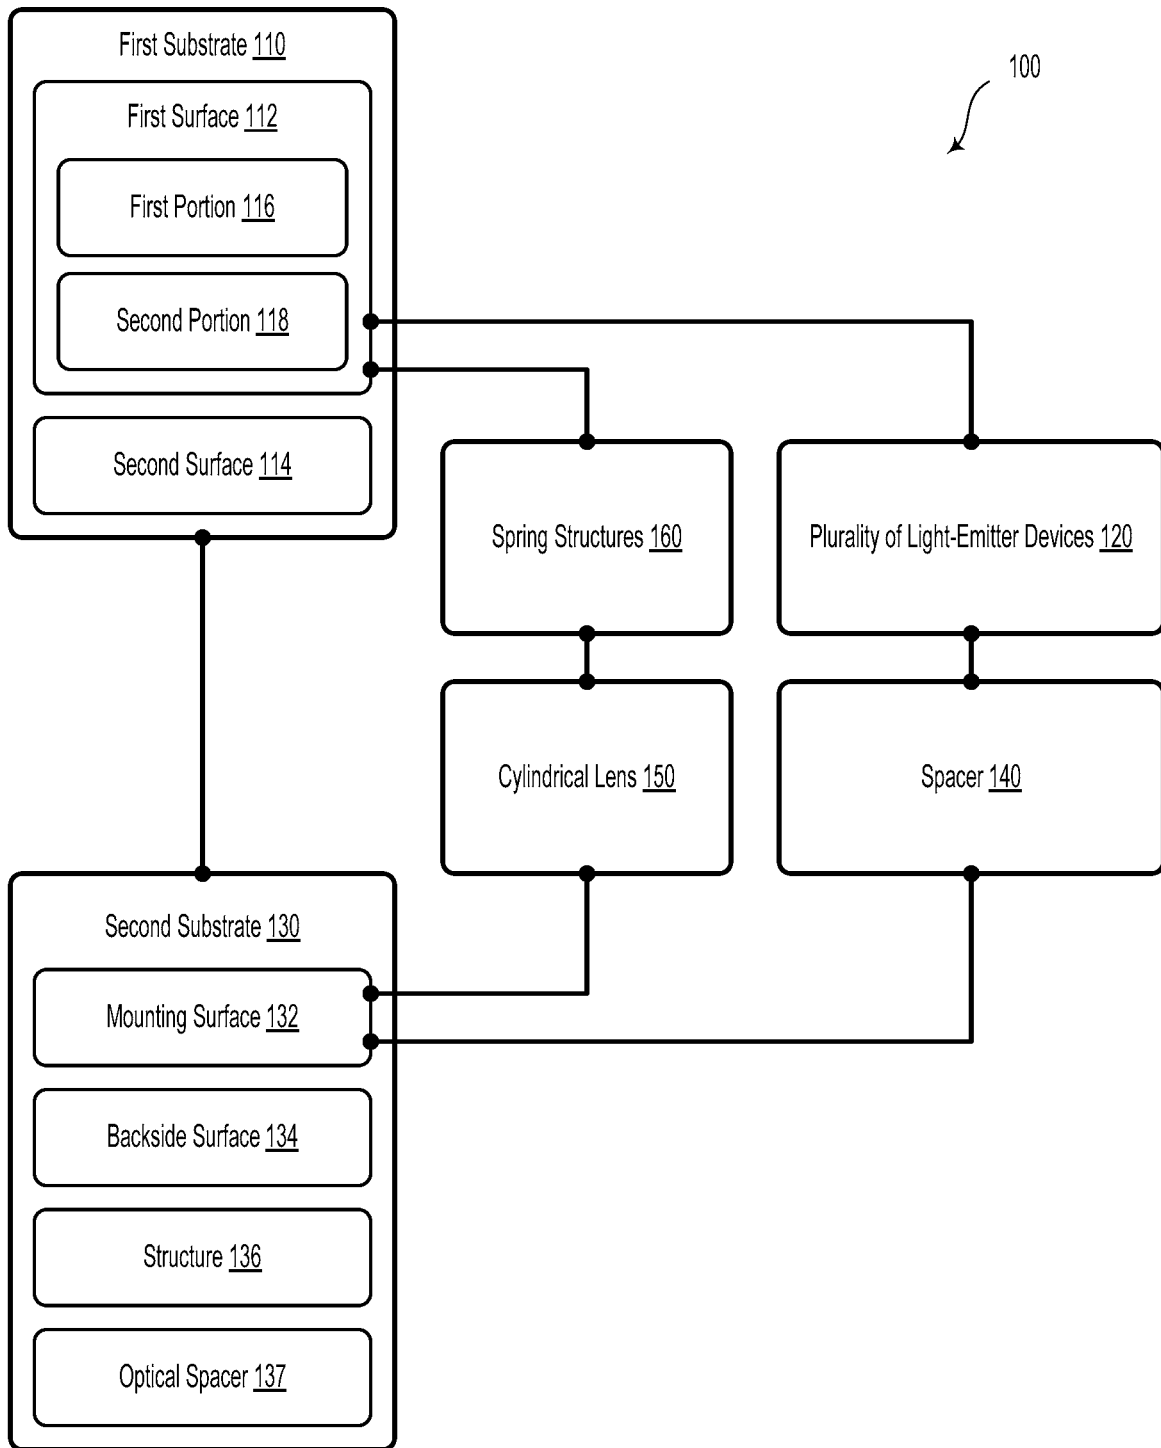 First Substrate 110
100
First Surface 112
First Portion 116
Second Portion 118
Second Surface 114
Spring Structures 160
Plurality of Light-Emitter Devices 120
Cylindrical Lens 150
Spacer 140
Second Substrate 130
Mounting Surface 132
Backside Surface 134
Structure 136
Optical Spacer 137